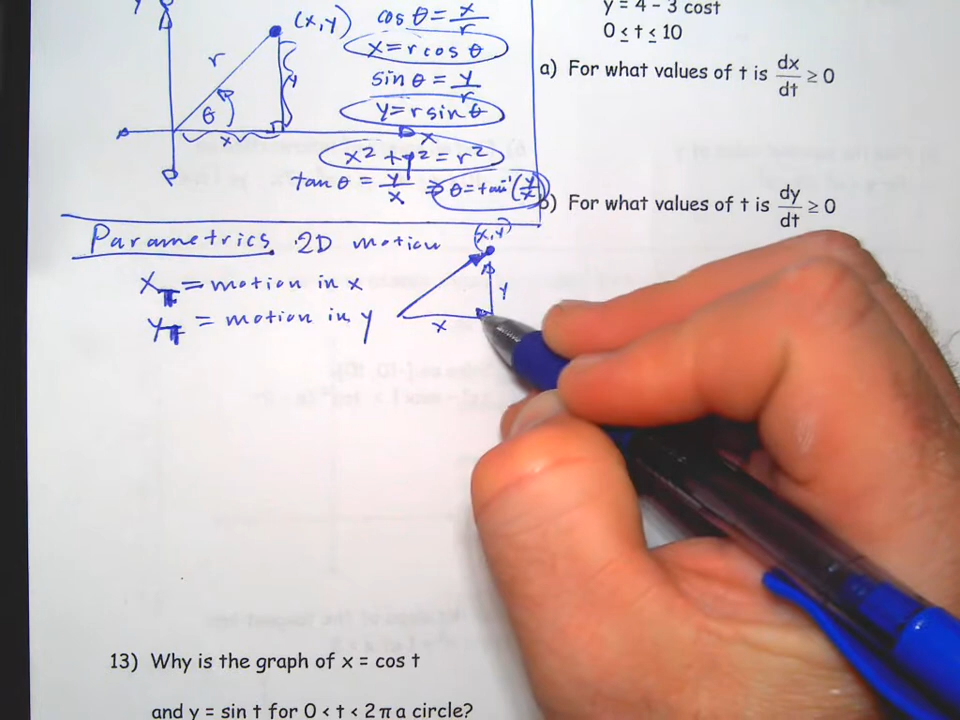 y
(x,y)
r
θ
x
y
x
cos θ = x/r
x = r cos θ
sin θ = y/r
y = r sin θ
x² + y² = r²
tan θ = y/x ⇒ θ = tan⁻¹(y/x)
Parametrics 2D motion
x_T = motion in x
y_T = motion in y
(x,y)
y
x
y = 4 – 3 cost
0 ≤ t ≤ 10
a) For what values of t is dx/dt ≥ 0
b) For what values of t is dy/dt ≥ 0
13) Why is the graph of x = cos t
and y = sin t for 0 < t < 2π a circle?